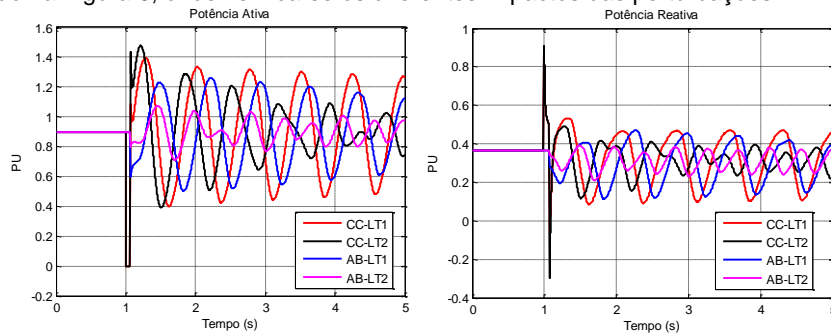 Potência Ativa
1.6
1.4
1.2
1
0.8
0.6
0.4
0.2
0
-0.2
PU
0
1
2
3
4
5
Tempo (s)
CC-LT1
CC-LT2
AB-LT1
AB-LT2
Potência Reativa
1
0.8
0.6
0.4
0.2
0
-0.2
-0.4
PU
0
1
2
3
4
5
Tempo (s)
CC-LT1
CC-LT2
AB-LT1
AB-LT2